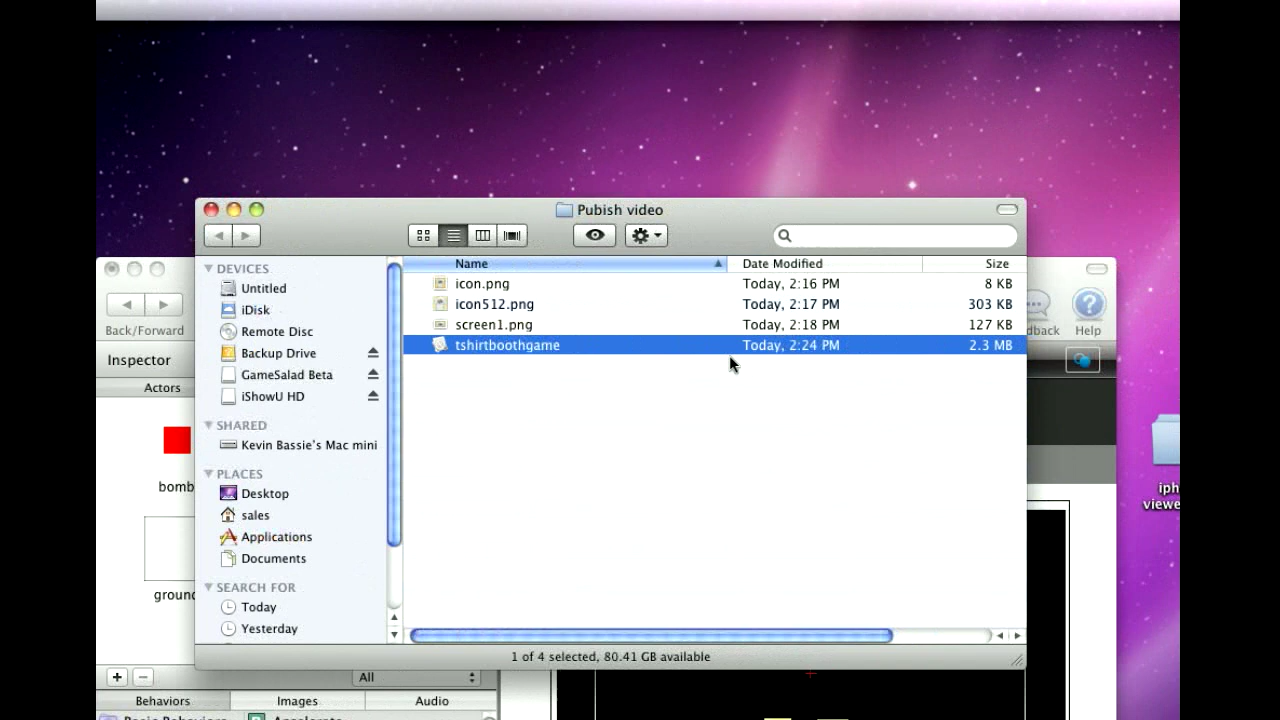 Pubish video
Name Date Modified Size
icon.png Today, 2:16 PM 8 KB
icon512.png Today, 2:17 PM 303 KB
screen1.png Today, 2:18 PM 127 KB
tshirtboothgame Today, 2:24 PM 2.3 MB
DEVICES
Untitled
iDisk
Remote Disc
Backup Drive
GameSalad Beta
iShowU HD
SHARED
Kevin Bassie's Mac mini
PLACES
Desktop
sales
Applications
Documents
SEARCH FOR
Today
Yesterday
1 of 4 selected, 80.41 GB available
Back/Forward
dback
Help
Inspector
Actors
bomb
ground
iph
viewe
All
Behaviors Images Audio
Basic Behaviors Accelerate